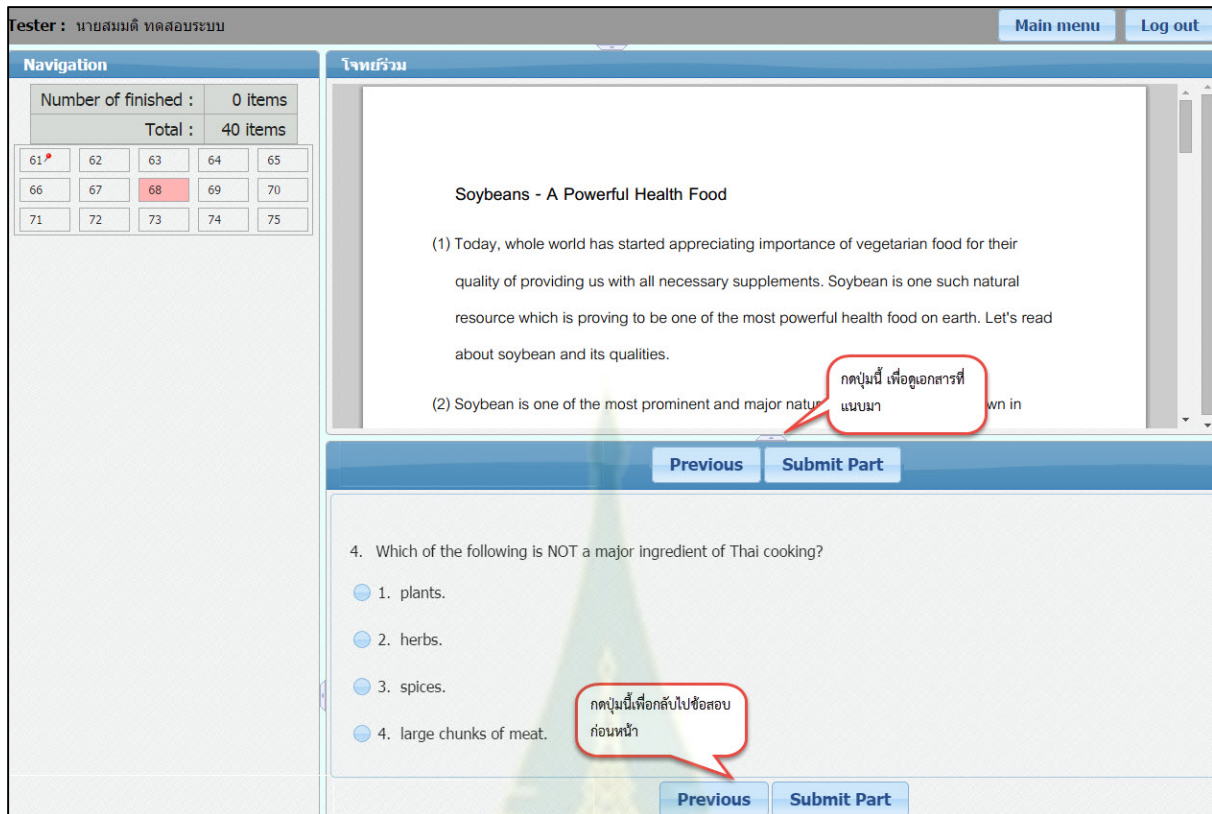 Tester : นายสมมติ ทดสอบระบบ
Main menu
Log out
Navigation
Number of finished : 0 items
Total : 40 items
61 62 63 64 65
66 67 68 69 70
71 72 73 74 75
โจทย์ร่วม
Soybeans - A Powerful Health Food
(1) Today, whole world has started appreciating importance of vegetarian food for their
quality of providing us with all necessary supplements. Soybean is one such natural
resource which is proving to be one of the most powerful health food on earth. Let's read
about soybean and its qualities.
(2) Soybean is one of the most prominent and major natur wn in
กดปุ่มนี้ เพื่อดูเอกสารที่
แนบมา
Previous
Submit Part
4. Which of the following is NOT a major ingredient of Thai cooking?
1. plants.
2. herbs.
3. spices.
4. large chunks of meat.
กดปุ่มนี้เพื่อกลับไปข้อสอบ
ก่อนหน้า
Previous
Submit Part